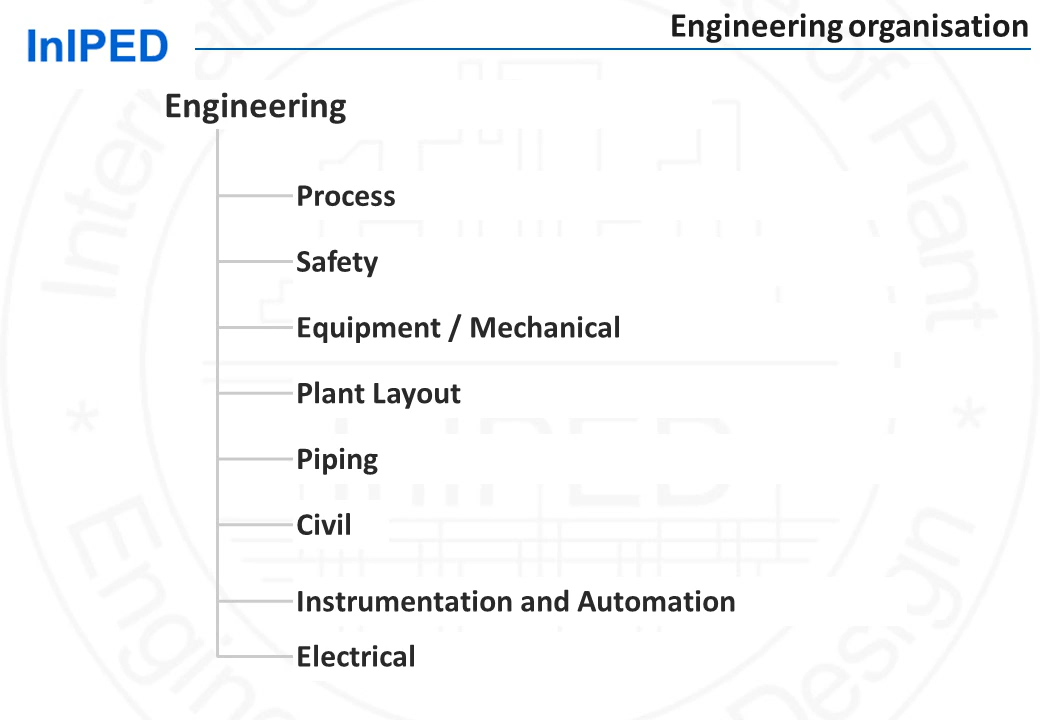 InIPED
Engineering organisation
Engineering
Process
Safety
Equipment / Mechanical
Plant Layout
Piping
Civil
Instrumentation and Automation
Electrical